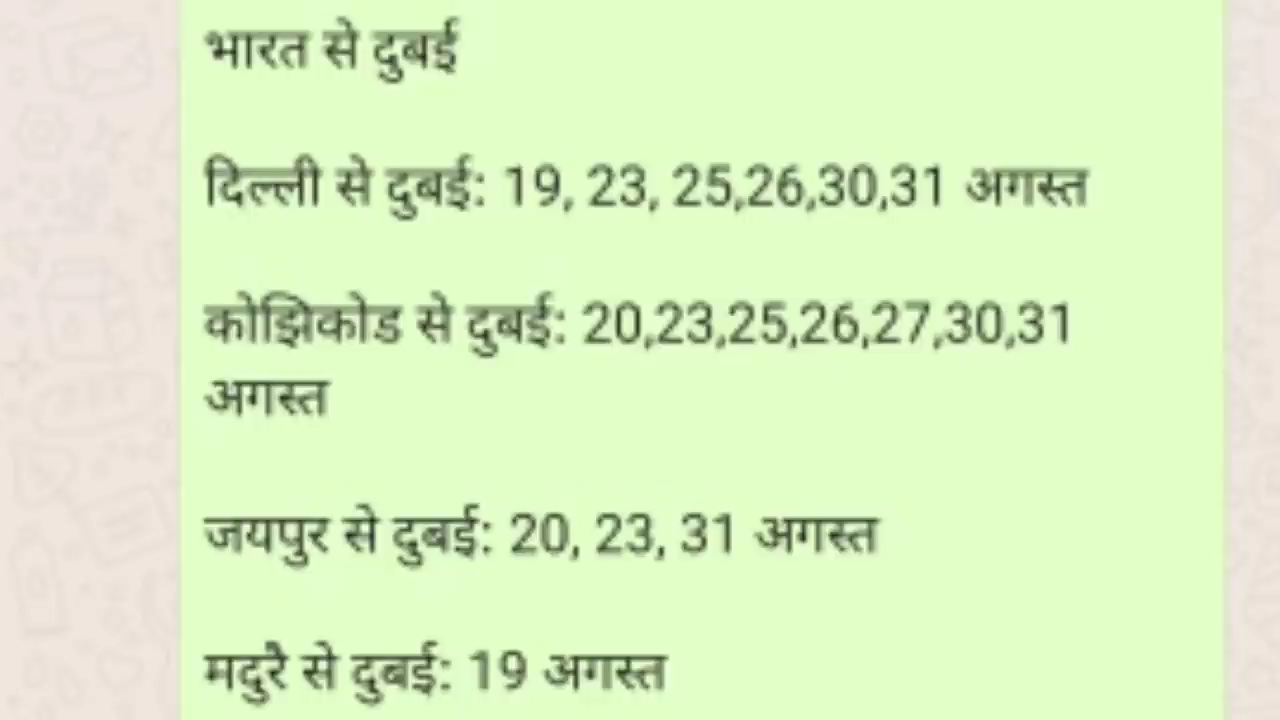 भारत से दुबई
दिल्ली से दुबई: 19, 23, 25,26,30,31 अगस्त
कोझिकोड से दुबई: 20,23,25,26,27,30,31
अगस्त
जयपुर से दुबई: 20, 23, 31 अगस्त
मदुरै से दुबई: 19 अगस्त